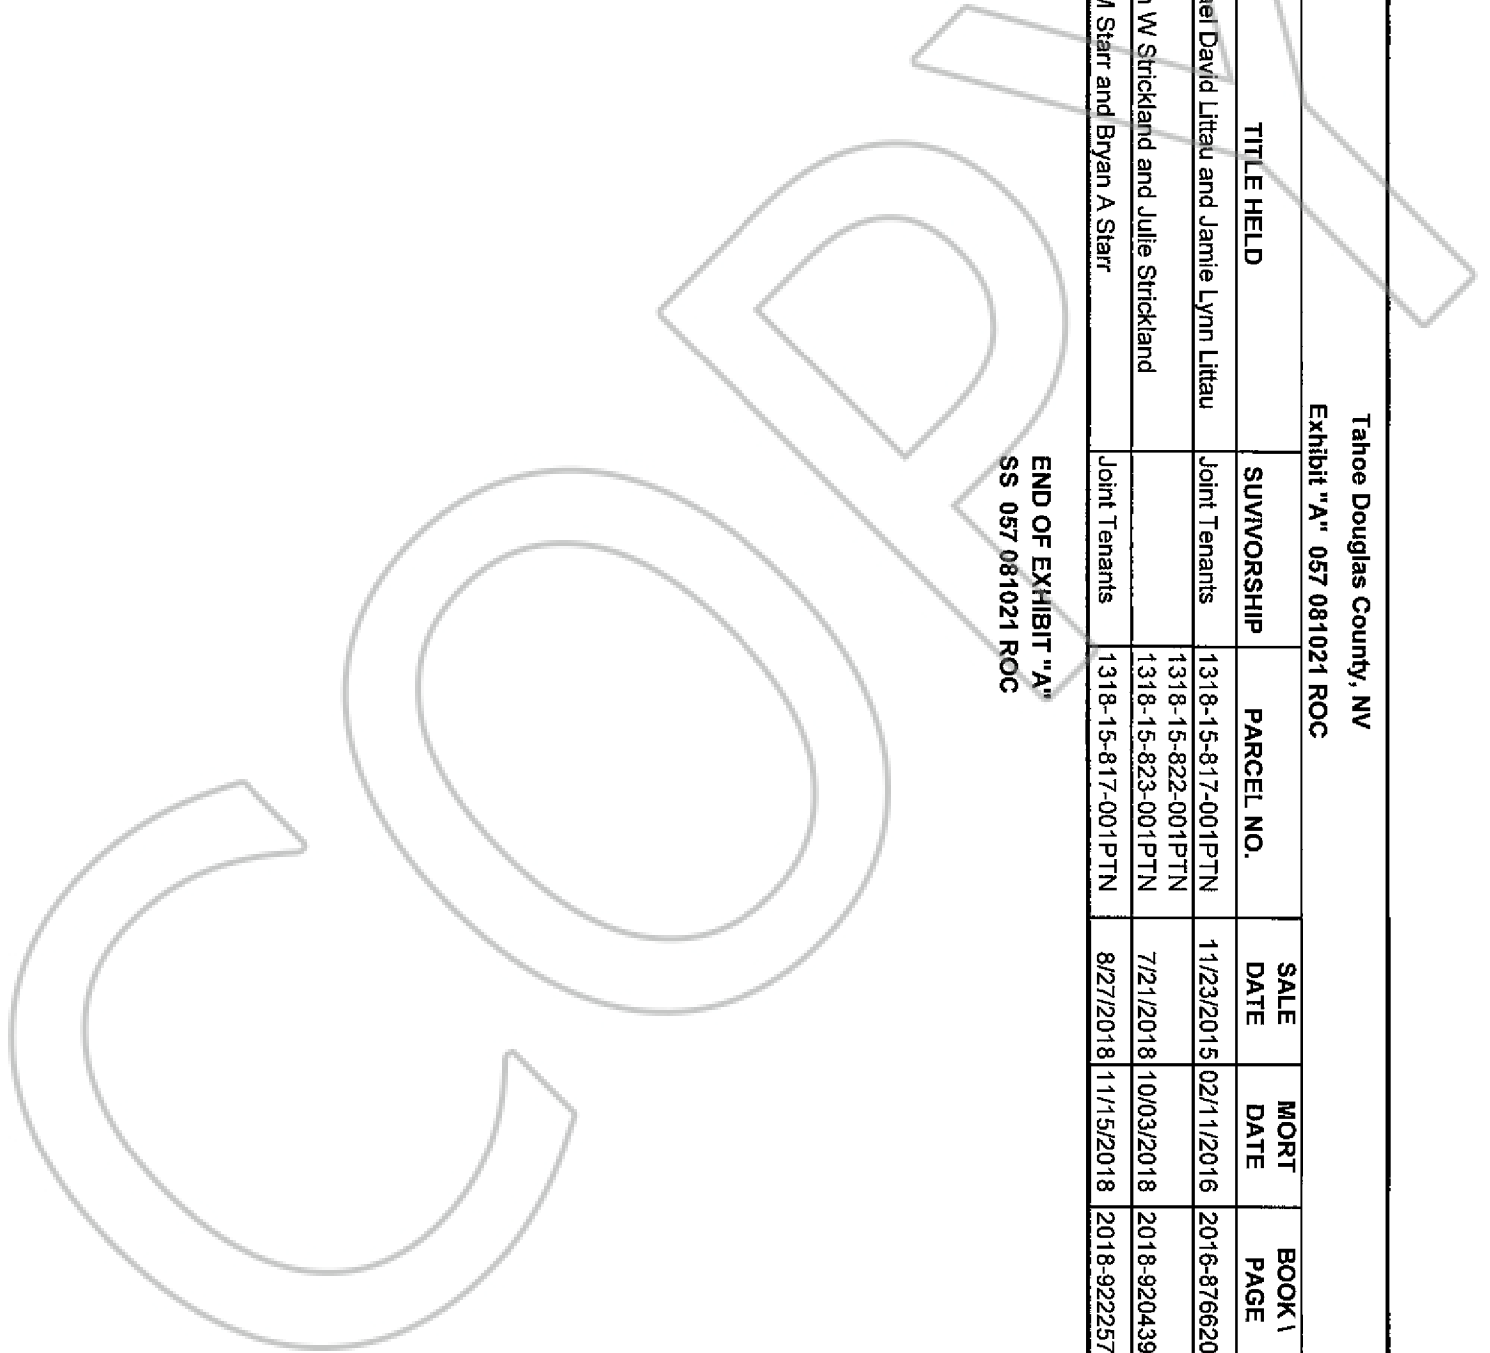 Tahoe Douglas County, NV
Exhibit "A" 057 081021 ROC
TITLE HELD SUVIVORSHIP PARCEL NO. SALE DATE MORT DATE BOOK \ PAGE
David Littau and Jamie Lynn Littau Joint Tenants 1318-15-817-001PTN 11/23/2015 02/11/2016 2016-876620
1318-15-822-001PTN
W Strickland and Julie Strickland 1318-15-823-001PTN 7/21/2018 10/03/2018 2018-920439
M Starr and Bryan A Starr Joint Tenants 1318-15-817-001PTN 8/27/2018 11/15/2018 2018-922257
END OF EXHIBIT "A"
SS 057 081021 ROC
COPY